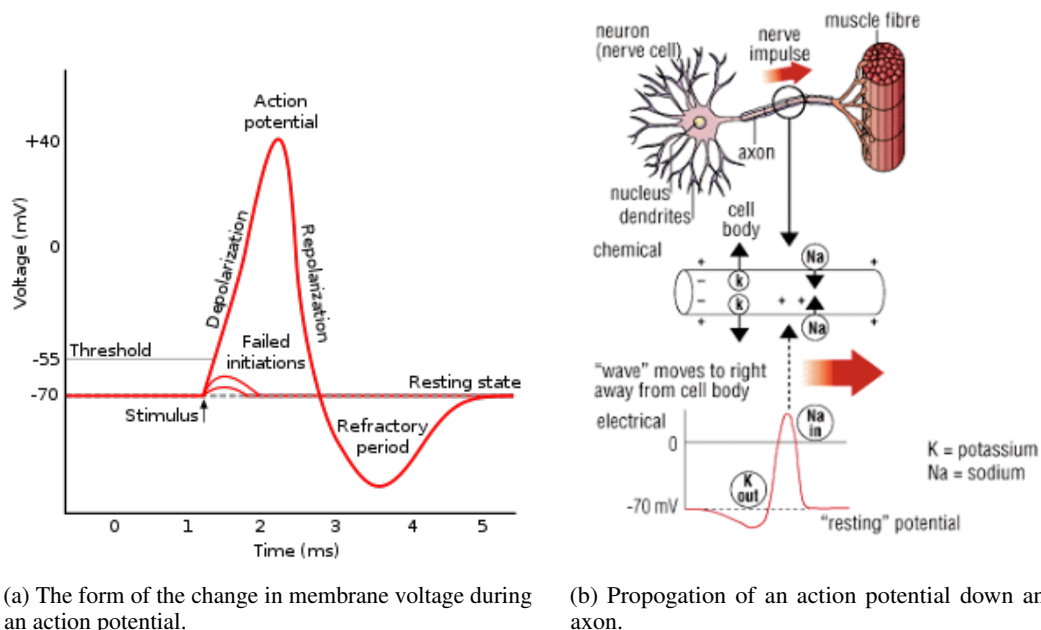 Action
potential
+40
Voltage (mV)
0
Depolarization
Repolarization
Threshold
-55
Failed
initiations
-70
Resting state
Stimulus
Refractory
period
0 1 2 3 4 5
Time (ms)
(a) The form of the change in membrane voltage during
an action potential.
neuron
(nerve cell)
nerve
impulse
muscle fibre
axon
nucleus
dendrites
cell
body
chemical
+ + Na +
− k
− k + +
+ Na +
"wave" moves to right
away from cell body
electrical
Na
in
0
K
out
K = potassium
Na = sodium
-70 mV
"resting" potential
(b) Propogation of an action potential down an
axon.